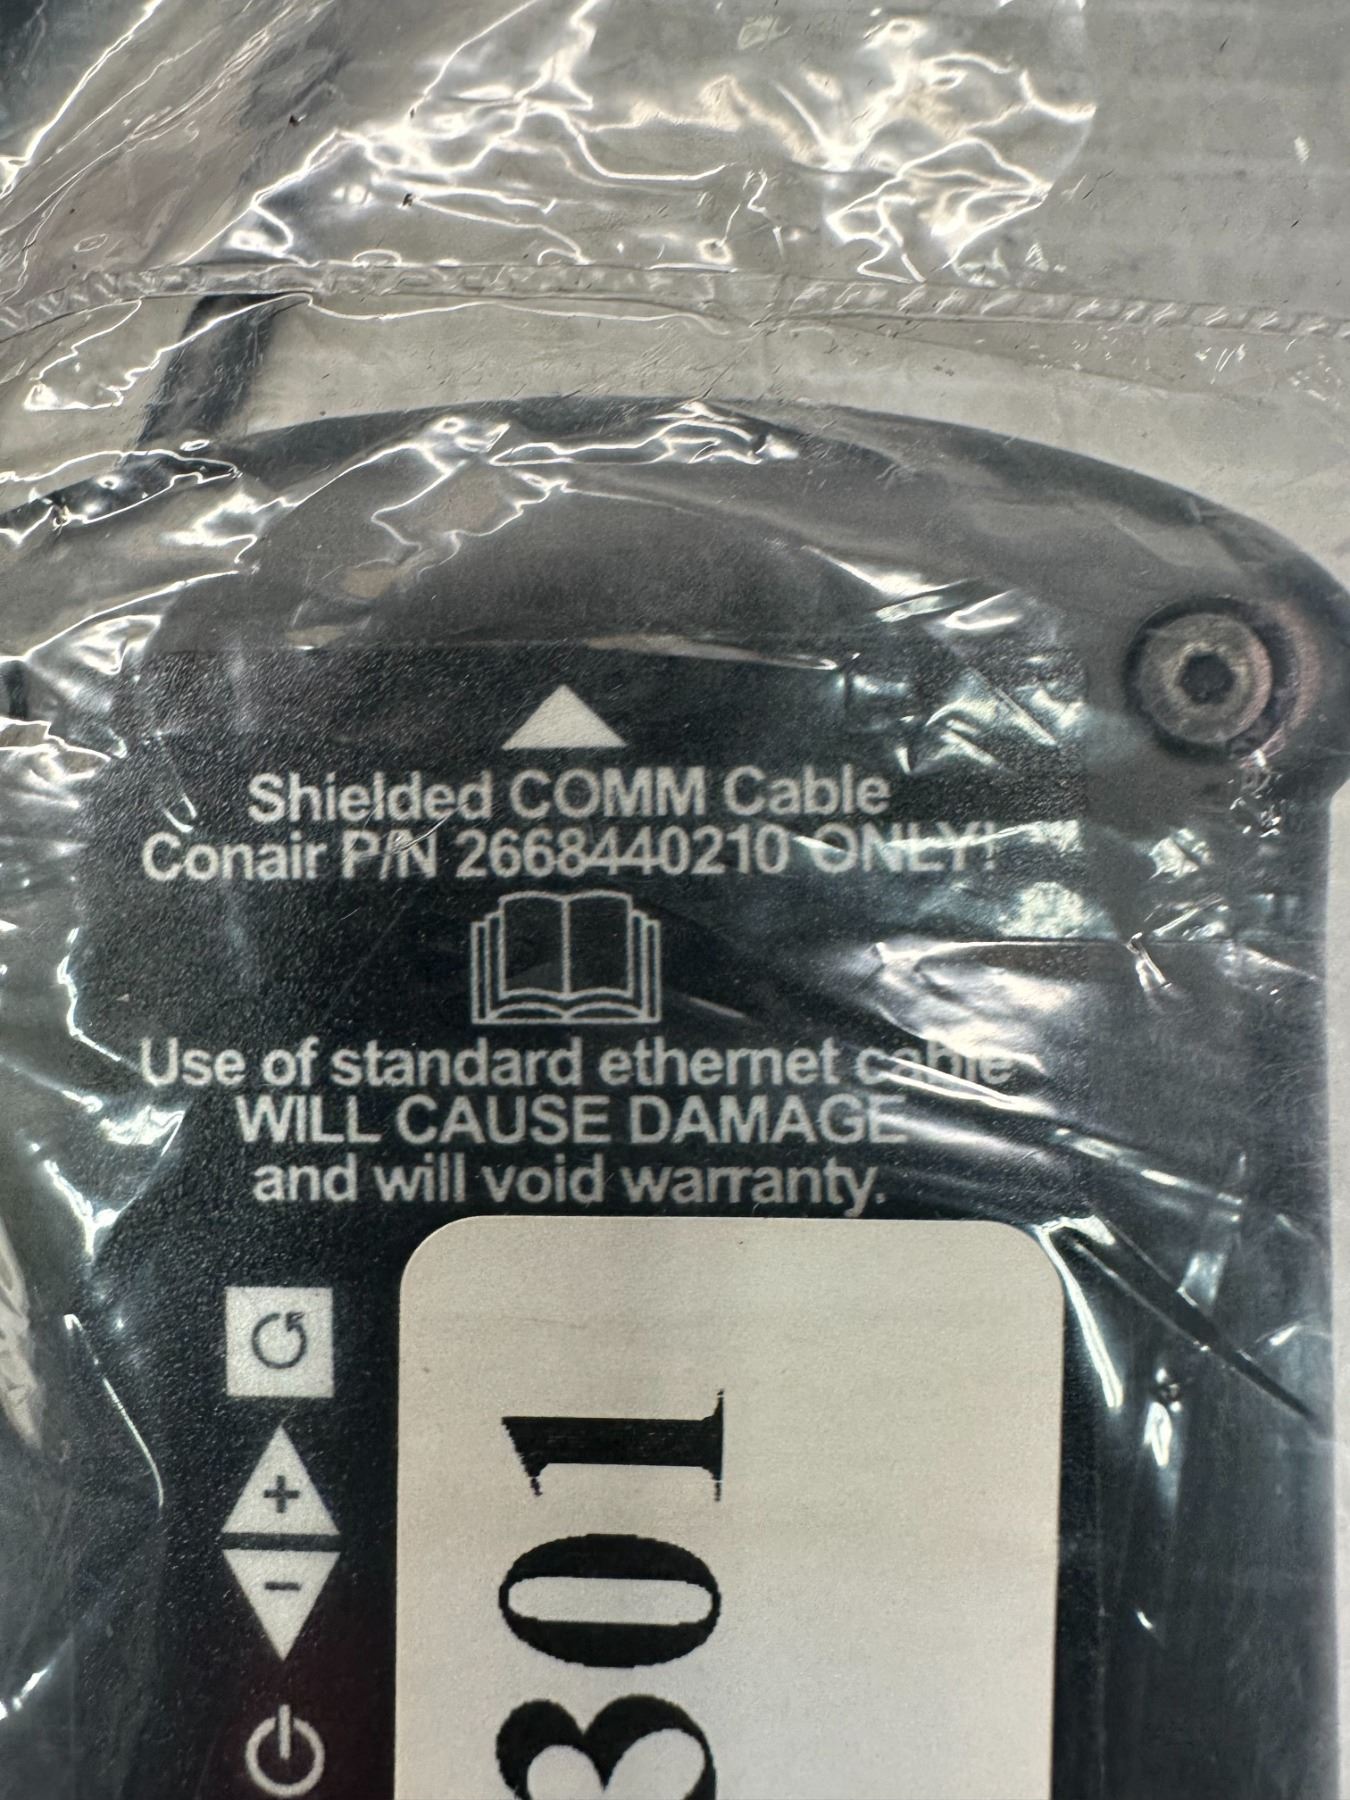 Shielded COMM Cable
Conair P/N 2668440210 ONLY!
Use of standard ethernet cable
WILL CAUSE DAMAGE
and will void warranty.
+
−
301